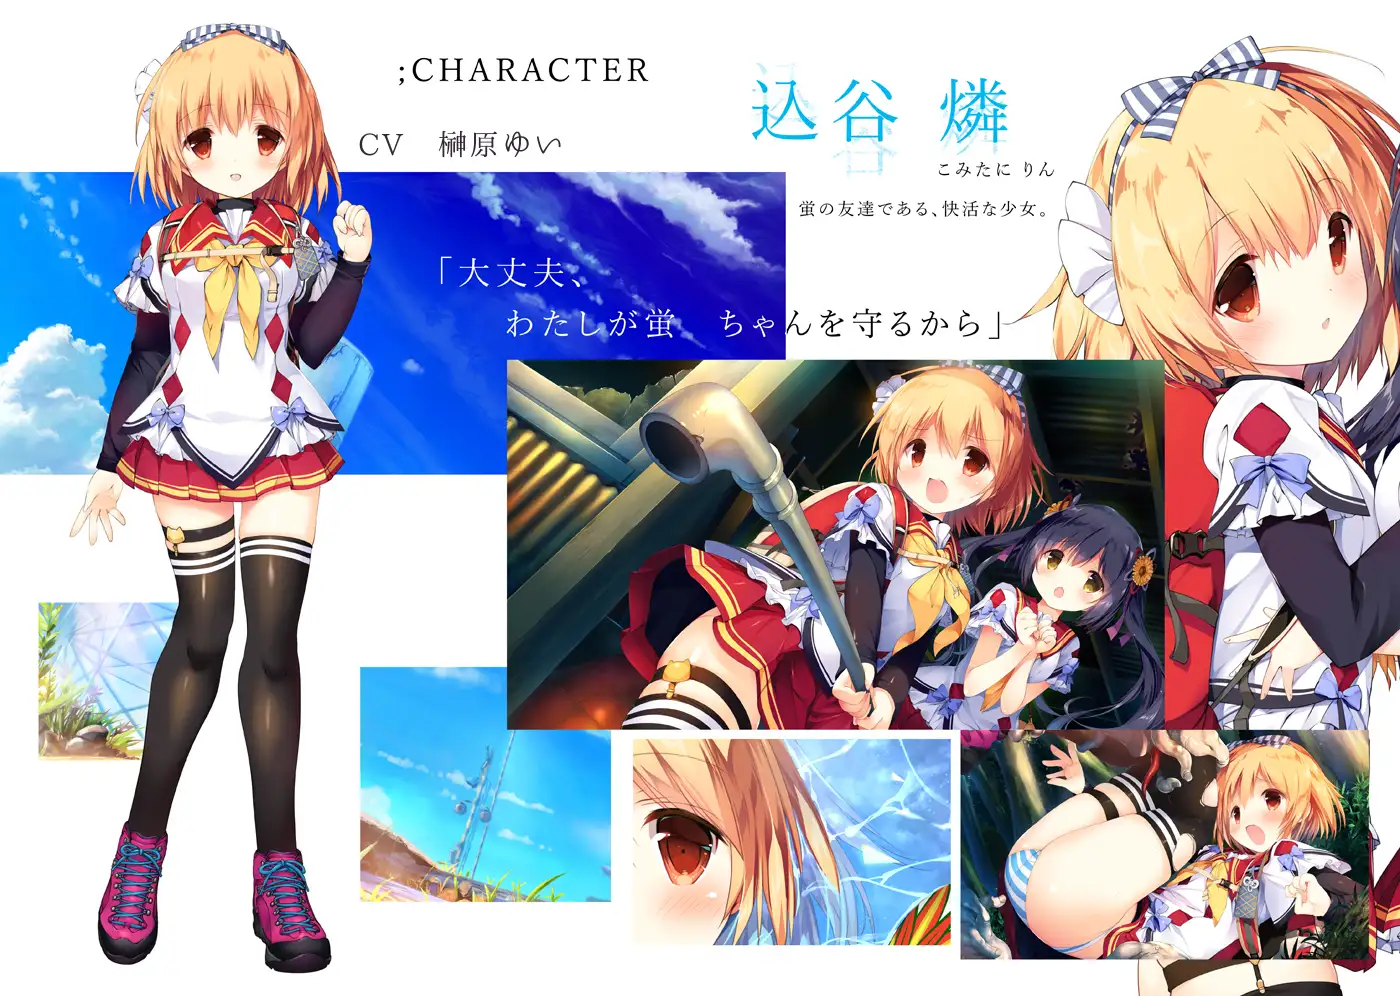 ;CHARACTER
CV 榊原ゆい
込谷 燐
こみたに りん
蛍の友達である、快活な少女。
「大丈夫、
わたしが蛍 ちゃんを守るから」